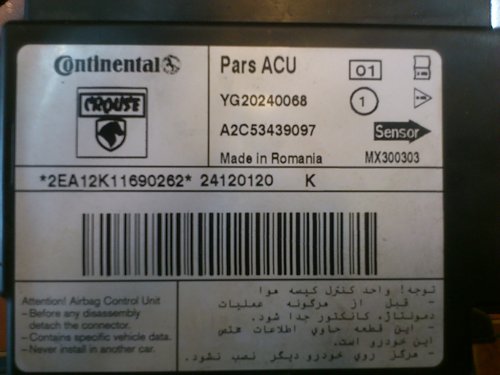 Continental
CROUSE
Pars ACU
01
YG20240068
1
A2C53439097
Sensor
Made in Romania
MX300303
*2EA12K11690262* 24120120 K
Attention! Airbag Control Unit
- Before any disassembly
detach the connector.
- Contains specific vehicle data.
- Never install in another car.
توجه! واحد کنترل کیسه هوا
- قبل از هرگونه عملیات
دمونتاژ، کانکتور جدا شود.
- این قطعه حاوی اطلاعات مختص
این خودرو است.
- هرگز روی خودرو دیگر نصب نشود.